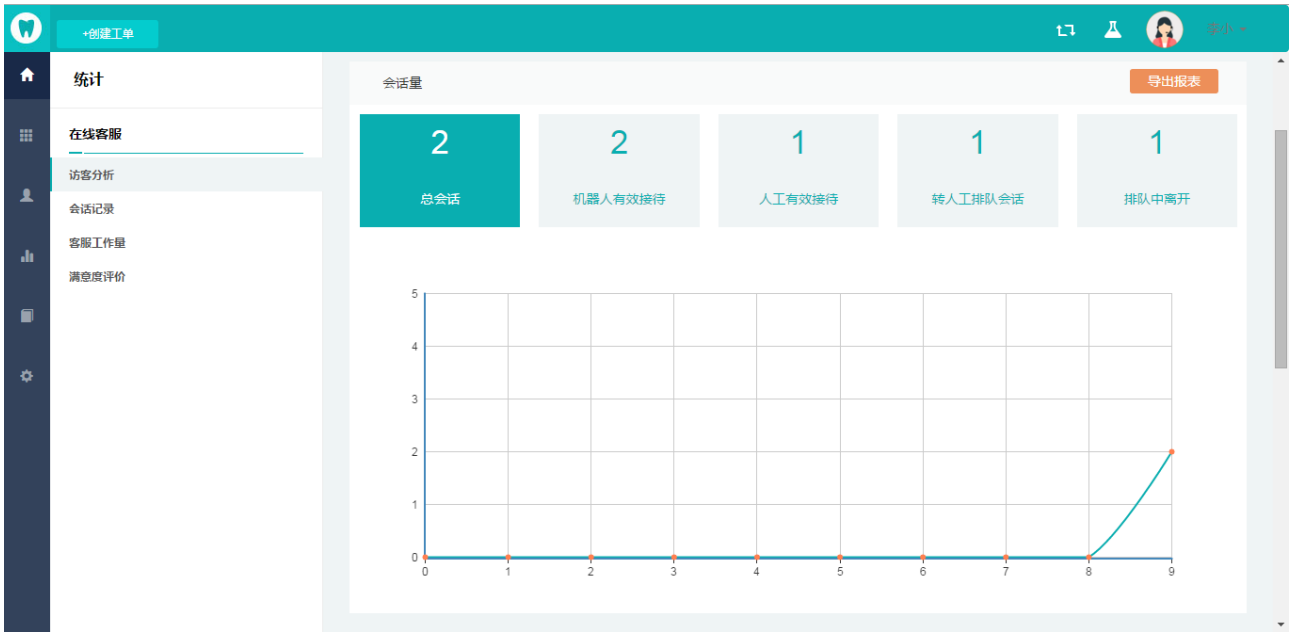 +创建工单
李小
统计
在线客服
访客分析
会话记录
客服工作量
满意度评价
会话量
导出报表
2
总会话
2
机器人有效接待
1
人工有效接待
1
转人工排队会话
1
排队中离开
5
4
3
2
1
0
0 1 2 3 4 5 6 7 8 9